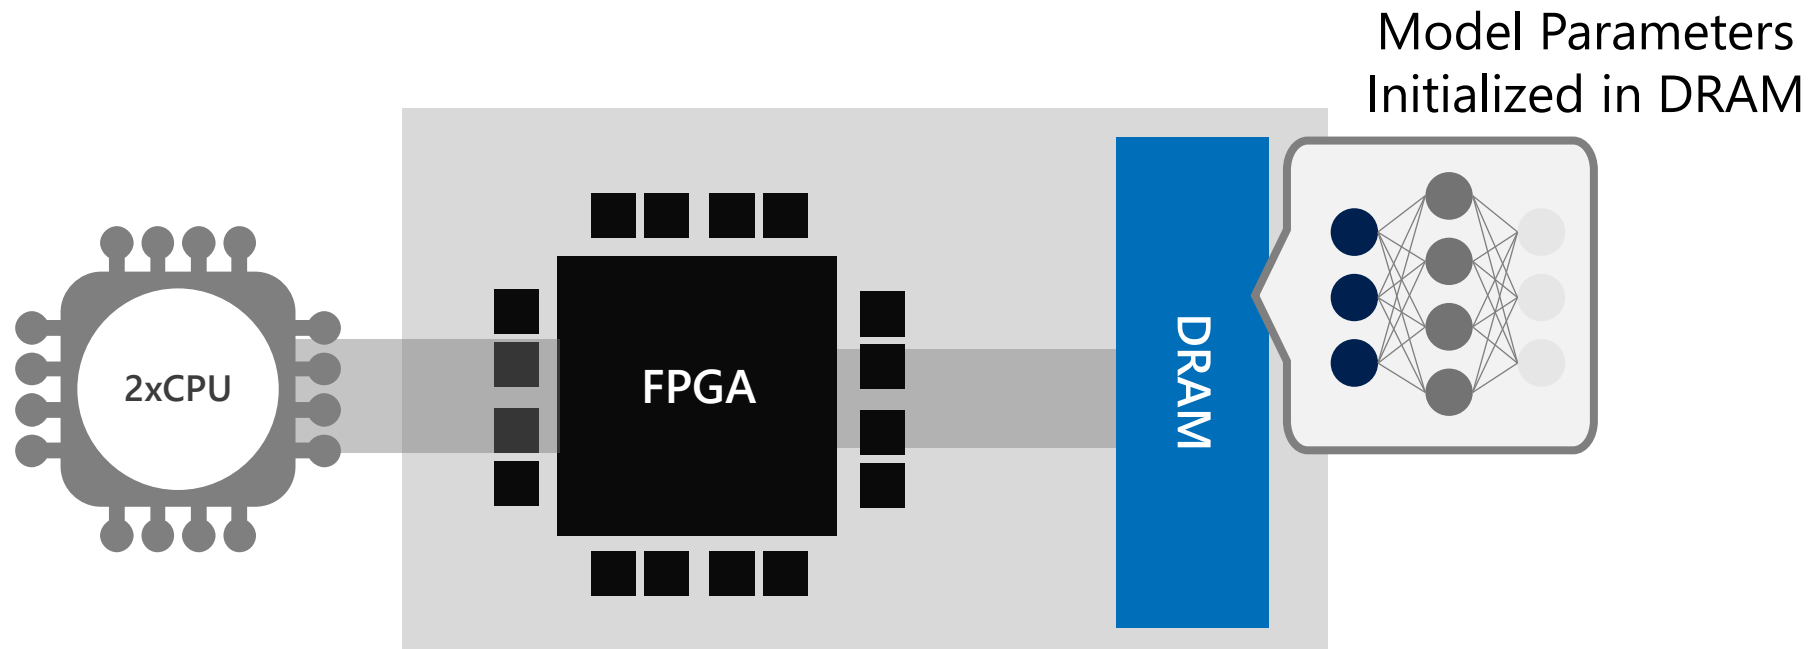 Model Parameters
Initialized in DRAM
2xCPU
FPGA
DRAM